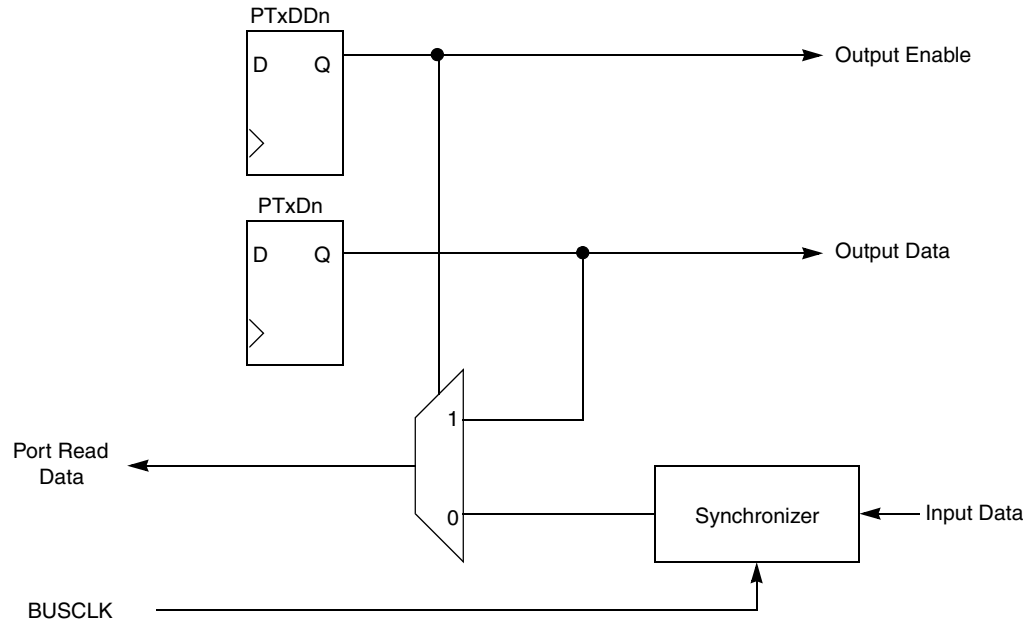 PTxDDn
D Q
Output Enable
PTxDn
D Q
Output Data
1
Port Read
Data
0
Synchronizer
Input Data
BUSCLK